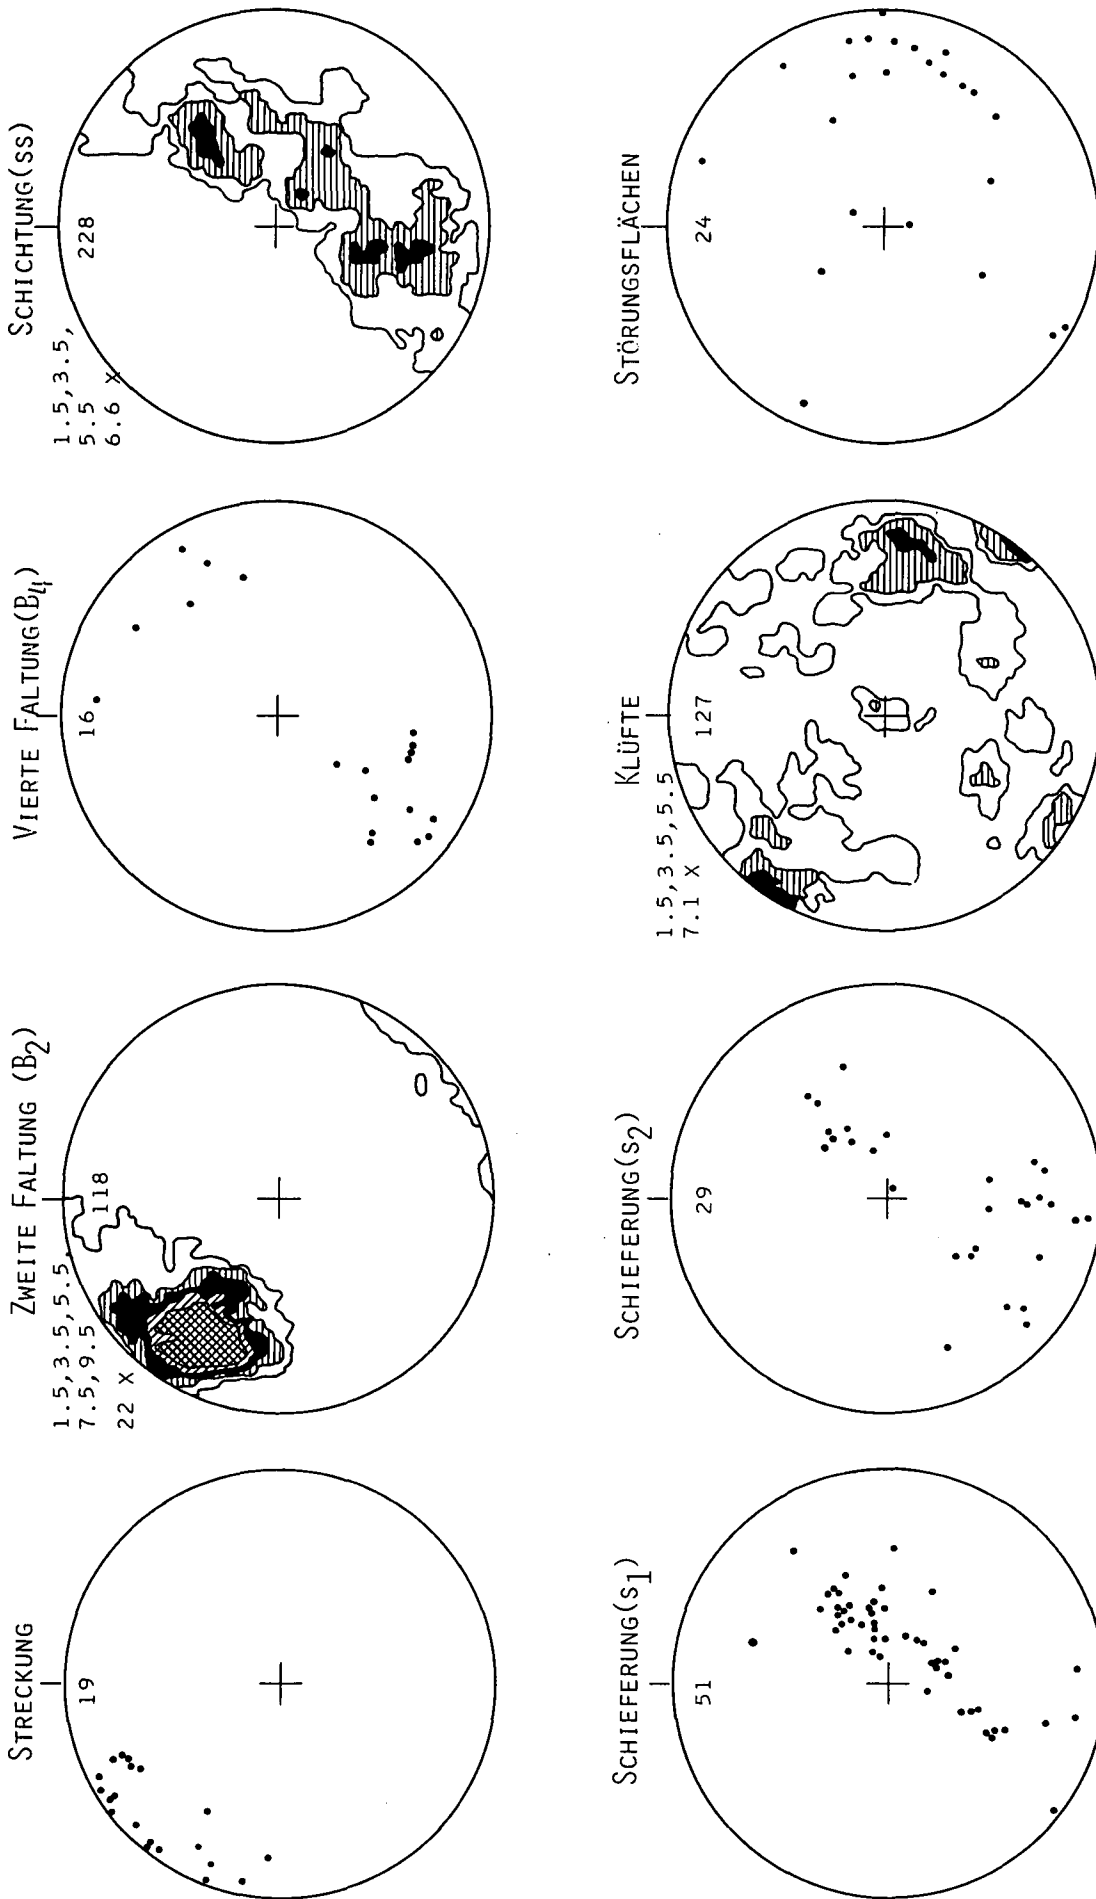 STRECKUNG
19
ZWEITE FALTUNG (B2)
1.5,3.5,5.5,
7.5,9.5
22 X
118
VIERTE FALTUNG(B4)
16
SCHICHTUNG(ss)
1.5,3.5,
5.5
6.6 X
228
SCHIEFERUNG(s1)
51
SCHIEFERUNG(s2)
29
KLÜFTE
1.5,3.5,5.5
7.1 X
127
STÖRUNGSFLÄCHEN
24